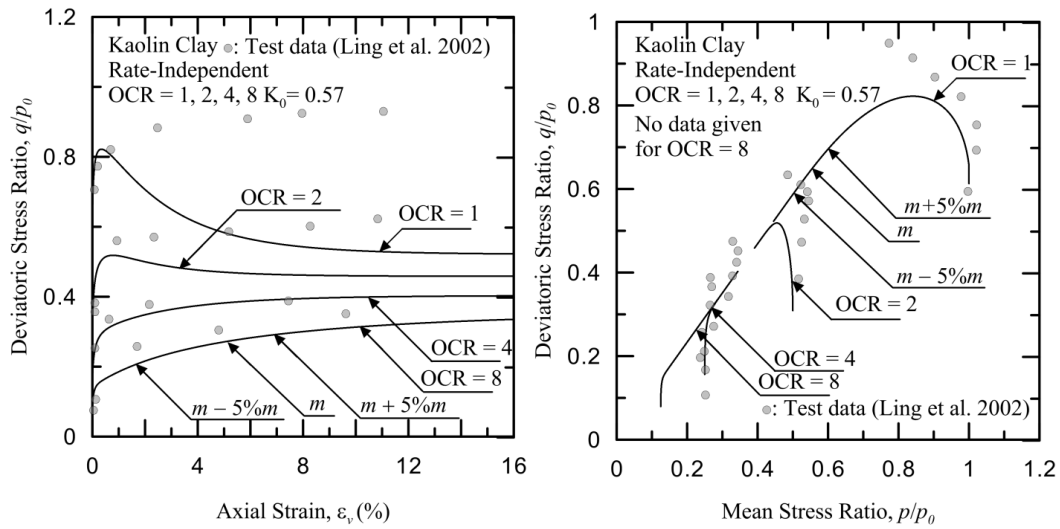 Kaolin Clay : Test data (Ling et al. 2002)
Rate-Independent
OCR = 1, 2, 4, 8 K₀ = 0.57
OCR = 2
OCR = 1
OCR = 4
OCR = 8
m − 5%m
m
m + 5%m
Deviatoric Stress Ratio, q/p₀
1.2
0.8
0.4
0
0 4 8 12 16
Axial Strain, εᵥ (%)
Kaolin Clay
Rate-Independent
OCR = 1, 2, 4, 8 K₀ = 0.57
No data given
for OCR = 8
OCR = 1
m+5%m
m
m − 5%m
OCR = 2
OCR = 4
OCR = 8
: Test data (Ling et al. 2002)
Deviatoric Stress Ratio, q/p₀
1
0.8
0.6
0.4
0.2
0
0 0.2 0.4 0.6 0.8 1 1.2
Mean Stress Ratio, p/p₀